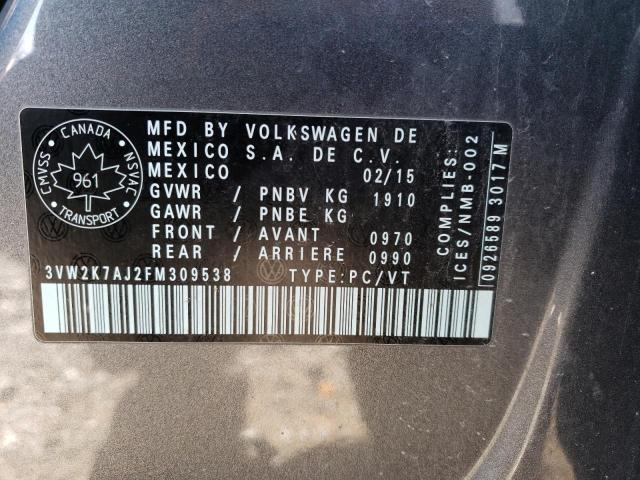 CANADA
CMVSS
NSVAC
961
TRANSPORT
MFD BY VOLKSWAGEN DE
MEXICO S.A. DE C.V.
MEXICO 02/15
GVWR / PNBV KG 1910
GAWR / PNBE KG
FRONT / AVANT 0970
REAR / ARRIERE 0990
3VW2K7AJ2FM309538 TYPE:PC/VT
COMPLIES:
ICES/NMB-002
0926589 3017 M